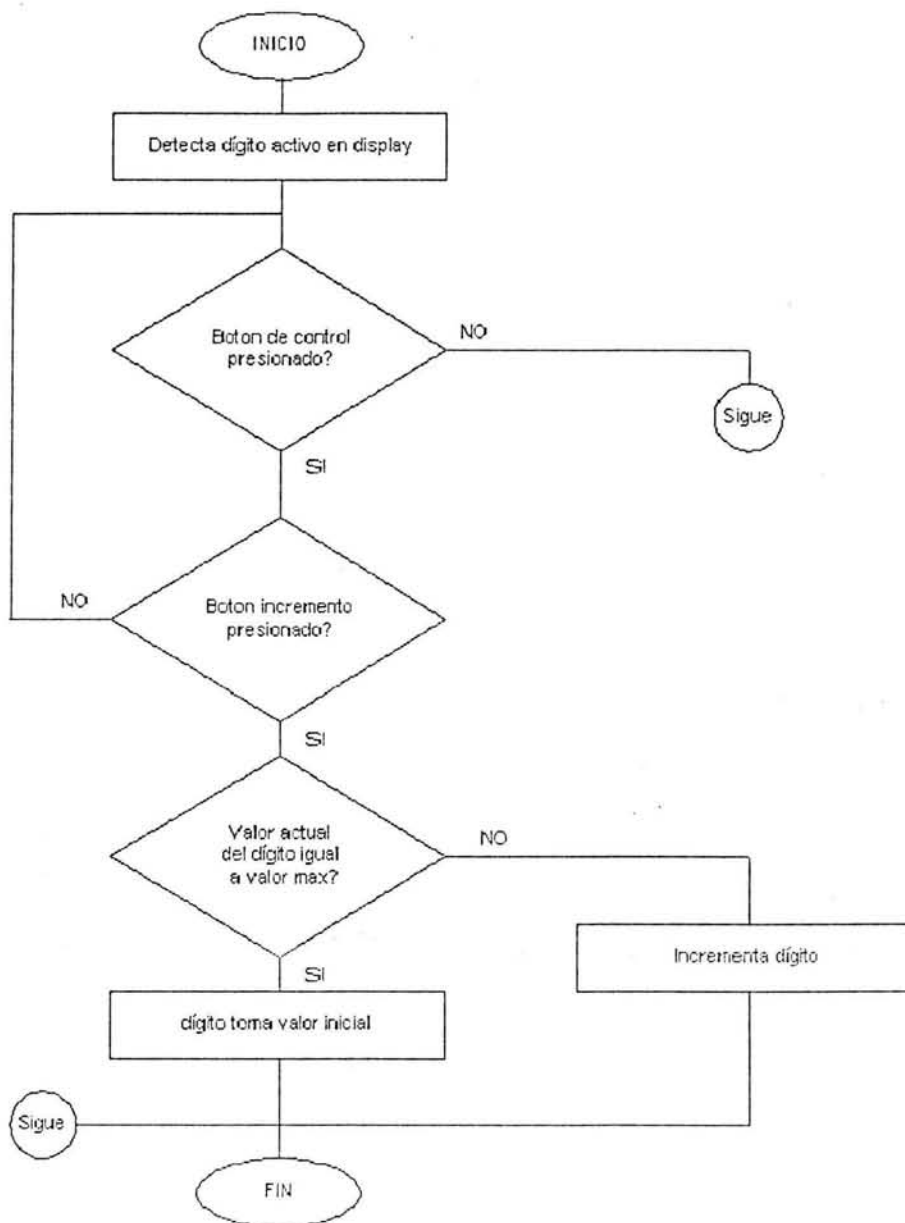 INICIO
Detecta dígito activo en display
Boton de control
presionado?
NO
Sigue
SI
Boton incremento
presionado?
NO
SI
Valor actual
del dígito igual
a valor max?
NO
Incrementa dígito
SI
dígito toma valor inicial
Sigue
FIN